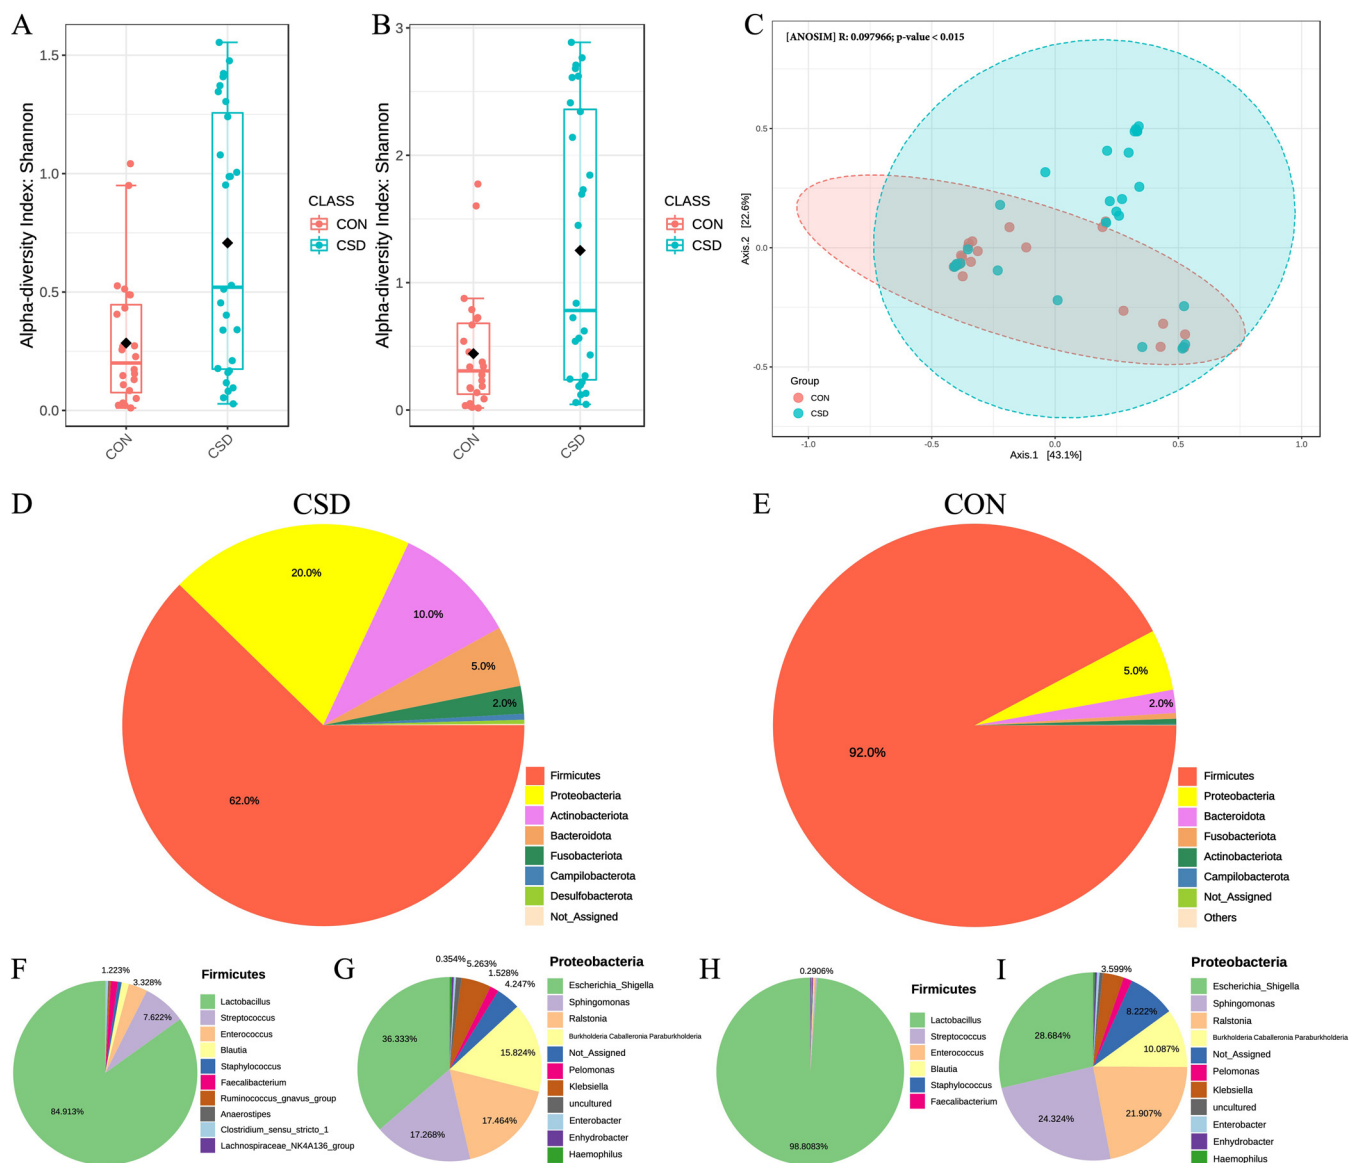 A
Alpha-diversity Index: Shannon
1.5
1.0
0.5
0.0
CON
CSD
CLASS
CON
CSD
B
Alpha-diversity Index: Shannon
3
2
1
0
CON
CSD
CLASS
CON
CSD
C
[ANOSIM] R: 0.097966; p-value < 0.015
Axis.2 [22.6%]
0.5
0.0
-0.5
Group
CON
CSD
-1.0
-0.5
0.0
0.5
1.0
Axis.1 [43.1%]
D
CSD
20.0%
10.0%
5.0%
2.0%
62.0%
Firmicutes
Proteobacteria
Actinobacteriota
Bacteroidota
Fusobacteriota
Campilobacterota
Desulfobacterota
Not_Assigned
E
CON
5.0%
2.0%
92.0%
Firmicutes
Proteobacteria
Bacteroidota
Fusobacteriota
Actinobacteriota
Campilobacterota
Not_Assigned
Others
F
1.223%
3.328%
7.622%
84.913%
Firmicutes
Lactobacillus
Streptococcus
Enterococcus
Blautia
Staphylococcus
Faecalibacterium
Ruminococcus_gnavus_group
Anaerostipes
Clostridium_sensu_stricto_1
Lachnospiraceae_NK4A136_group
G
0.354%
5.263%
1.528%
4.247%
36.333%
15.824%
17.464%
17.268%
Proteobacteria
Escherichia_Shigella
Sphingomonas
Ralstonia
Burkholderia Caballeronia Paraburkholderia
Not_Assigned
Pelomonas
Klebsiella
uncultured
Enterobacter
Enhydrobacter
Haemophilus
H
0.2906%
98.8083%
Firmicutes
Lactobacillus
Streptococcus
Enterococcus
Blautia
Staphylococcus
Faecalibacterium
I
3.599%
8.222%
28.684%
10.087%
21.907%
24.324%
Proteobacteria
Escherichia_Shigella
Sphingomonas
Ralstonia
Burkholderia Caballeronia Paraburkholderia
Not_Assigned
Pelomonas
Klebsiella
uncultured
Enterobacter
Enhydrobacter
Haemophilus